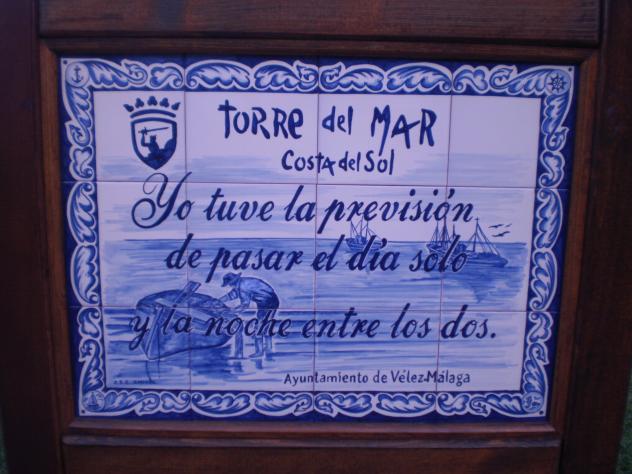 TORRE del MAR
COSTA del SOL
Yo tuve la previsión
de pasar el día solo
y la noche entre los dos.
Ayuntamiento de Vélez-Málaga